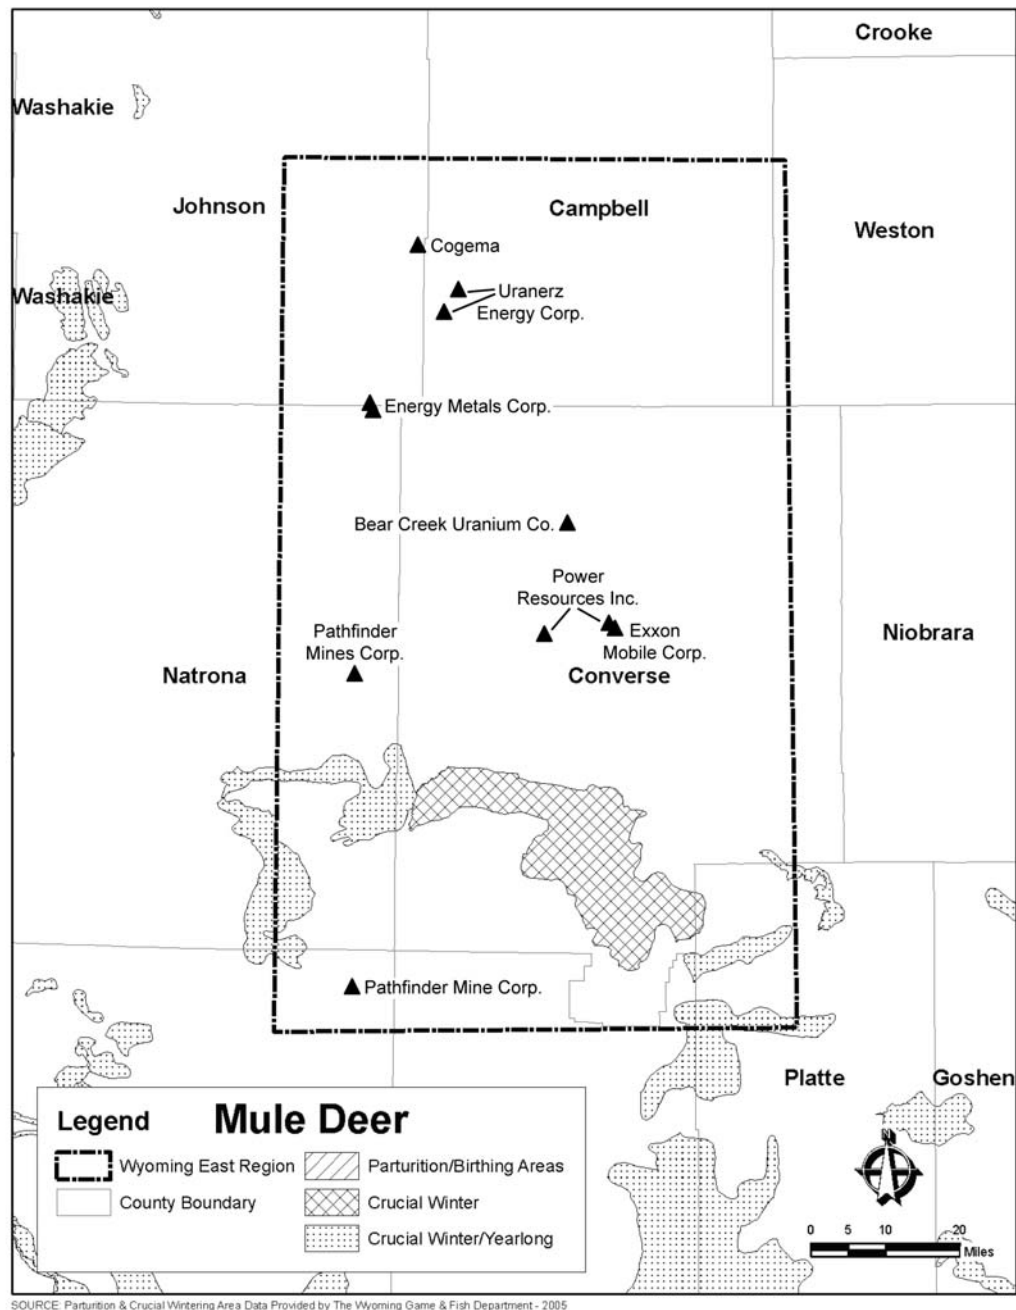 Crooke
Washakie
Johnson
Campbell
Weston
Cogema
Washakie
Uranerz
Energy Corp.
Energy Metals Corp.
Bear Creek Uranium Co.
Power
Resources Inc.
Pathfinder
Mines Corp.
Exxon
Mobile Corp.
Niobrara
Natrona
Converse
Pathfinder Mine Corp.
Platte
Goshen
Legend
Mule Deer
Wyoming East Region
County Boundary
Parturition/Birthing Areas
Crucial Winter
Crucial Winter/Yearlong
N
0 5 10 20
Miles
SOURCE: Parturition & Crucial Wintering Area Data Provided by The Wyoming Game & Fish Department - 2005